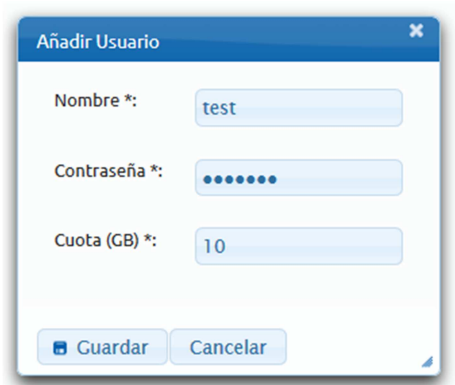 Añadir Usuario
Nombre *: test
Contraseña *: •••••••
Cuota (GB) *: 10
Guardar Cancelar